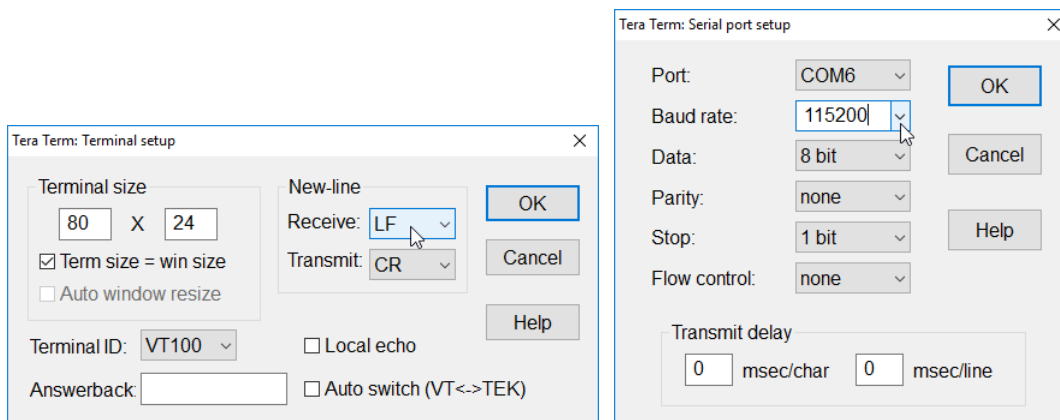 Tera Term: Terminal setup
Terminal size
80 X 24
Term size = win size
Auto window resize
New-line
Receive: LF
Transmit: CR
OK
Cancel
Help
Terminal ID: VT100
Local echo
Answerback:
Auto switch (VT<->TEK)
Tera Term: Serial port setup
Port: COM6
Baud rate: 115200
Data: 8 bit
Parity: none
Stop: 1 bit
Flow control: none
OK
Cancel
Help
Transmit delay
0 msec/char 0 msec/line